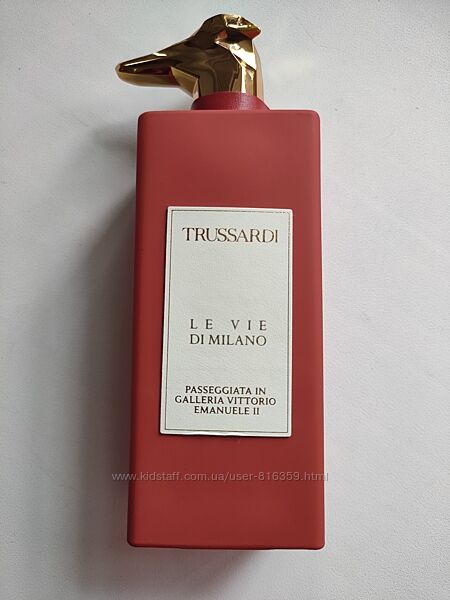 TRUSSARDI
LE VIE
DI MILANO
PASSEGGIATA IN
GALLERIA VITTORIO
EMANUELE II
www.kidstaff.com.ua/user-816359.html